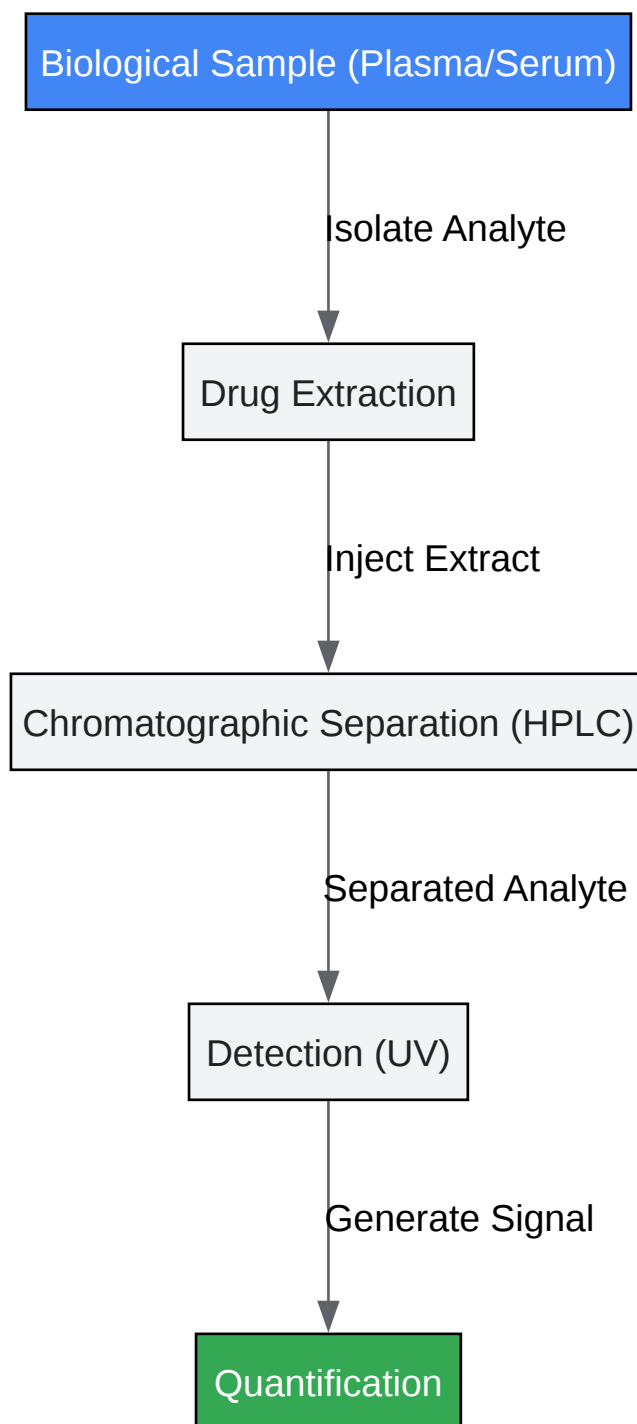 Biological Sample (Plasma/Serum)
Isolate Analyte
Drug Extraction
Inject Extract
Chromatographic Separation (HPLC)
Separated Analyte
Detection (UV)
Generate Signal
Quantification